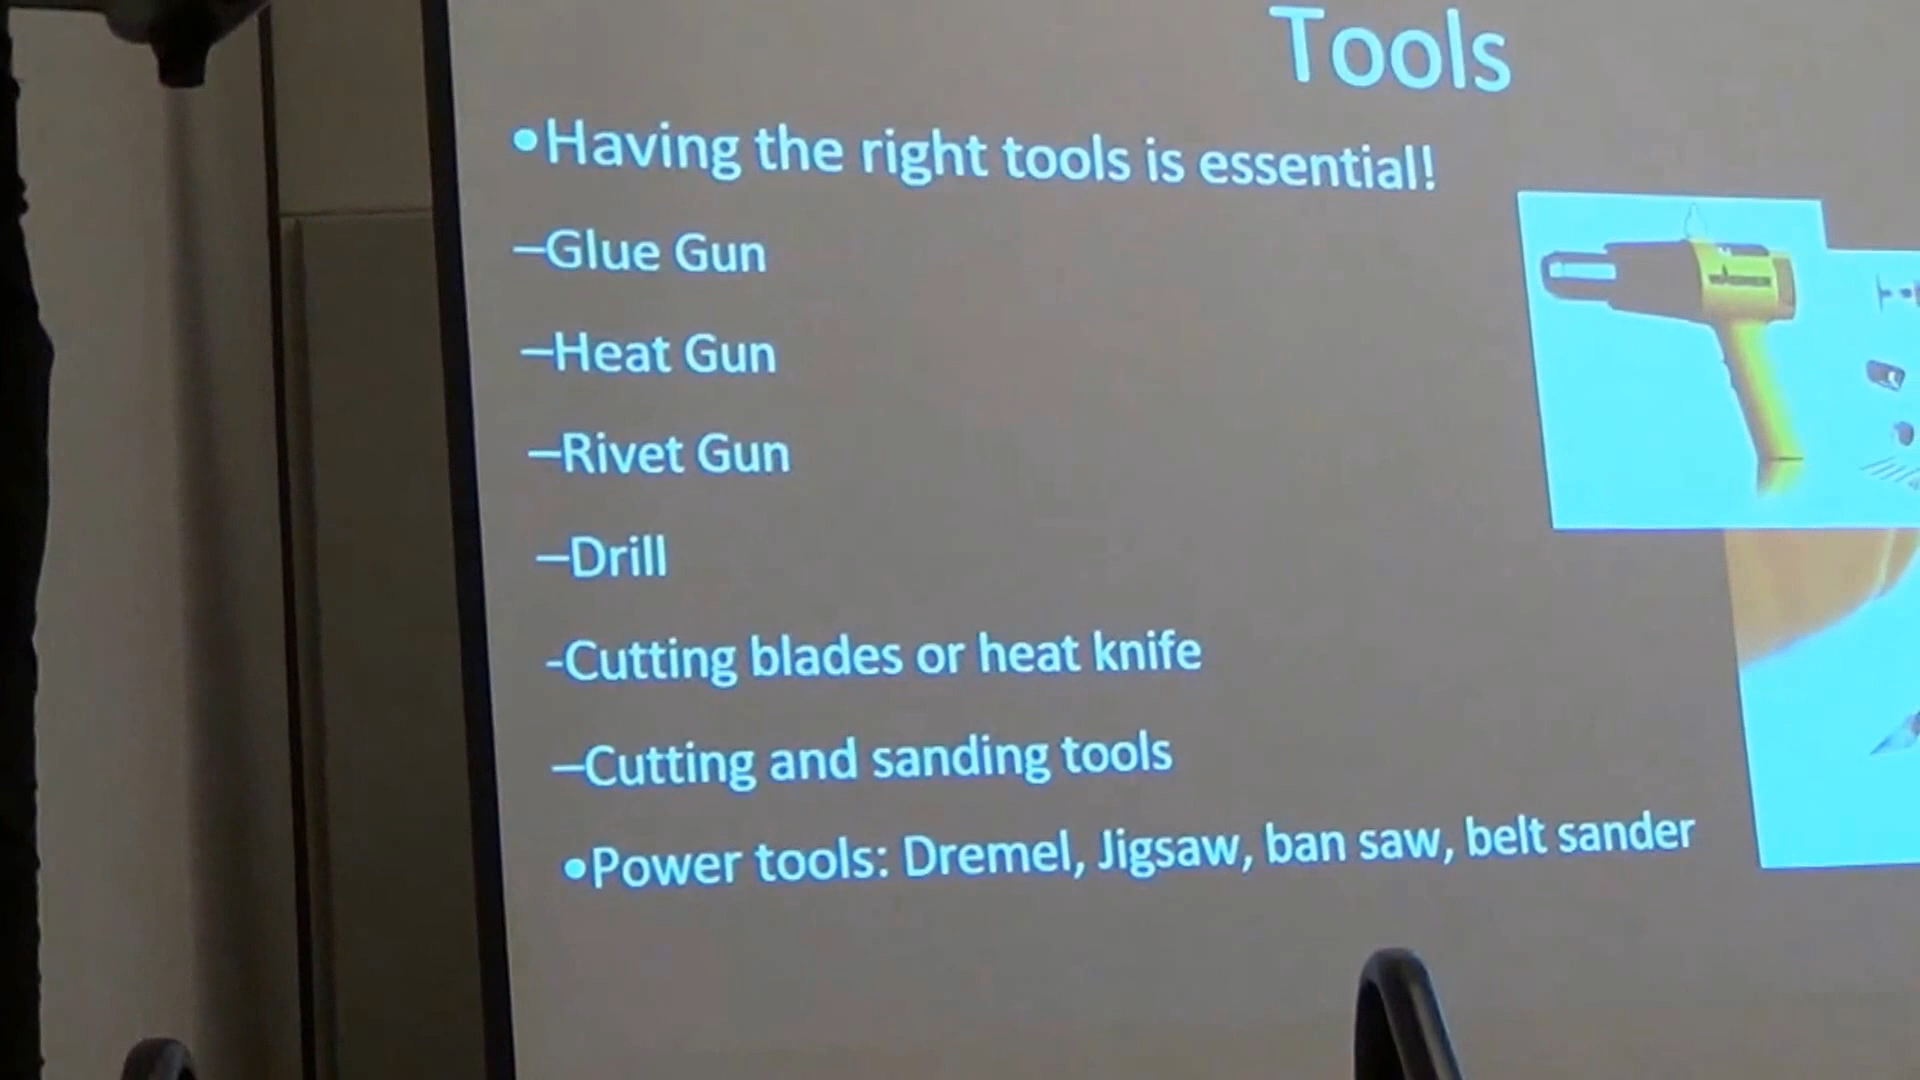 Tools
•Having the right tools is essential!
–Glue Gun
–Heat Gun
–Rivet Gun
–Drill
-Cutting blades or heat knife
–Cutting and sanding tools
•Power tools: Dremel, Jigsaw, ban saw, belt sander